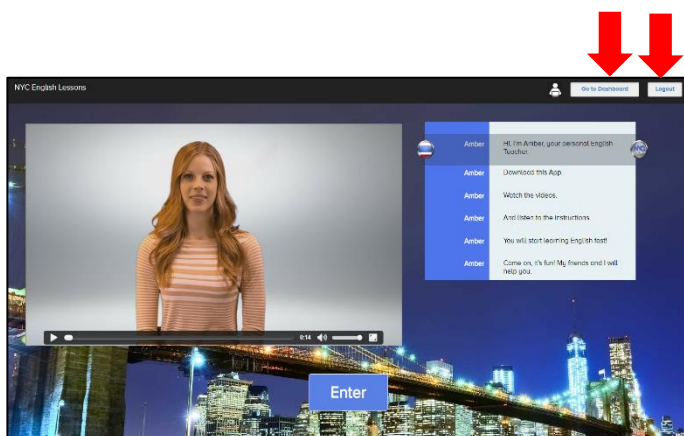 NYC English Lessons
Go to Dashboard
Logout
Amber
Hi, I'm Amber, your personal English
Teacher.
Amber
Download this App.
Amber
Watch the videos.
Amber
And listen to the instructions.
Amber
You will start learning English fast!
Amber
Come on, it's fun! My friends and I will
help you.
NYC
0:14
Enter